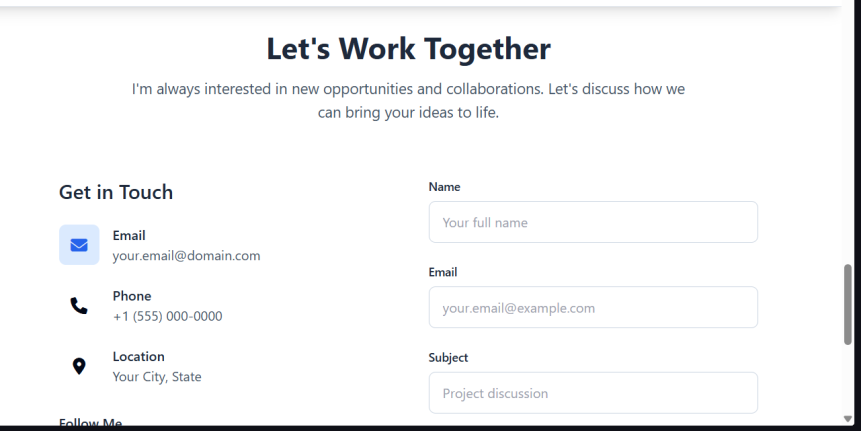 Let's Work Together
I'm always interested in new opportunities and collaborations. Let's discuss how we
can bring your ideas to life.
Get in Touch
Email
your.email@domain.com
Phone
+1 (555) 000-0000
Location
Your City, State
Follow Me
Name
Your full name
Email
your.email@example.com
Subject
Project discussion